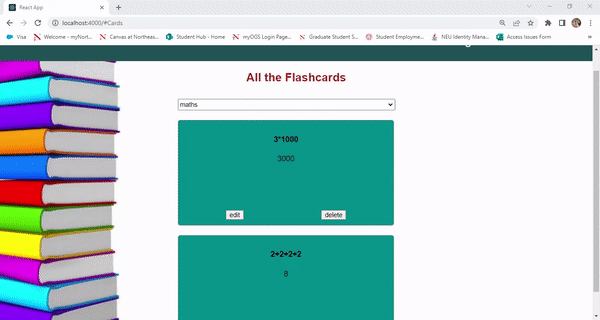 React App
localhost:4000/#Cards
Citi Visa
Welcome - myNort...
Canvas at Northeas...
Student Hub - Home
myOGS Login Page...
Graduate Student S...
Student Employme...
NEU Identity Mana...
Access Issues Form
All the Flashcards
maths
3*1000
3000
edit
delete
2+2+2+2
8